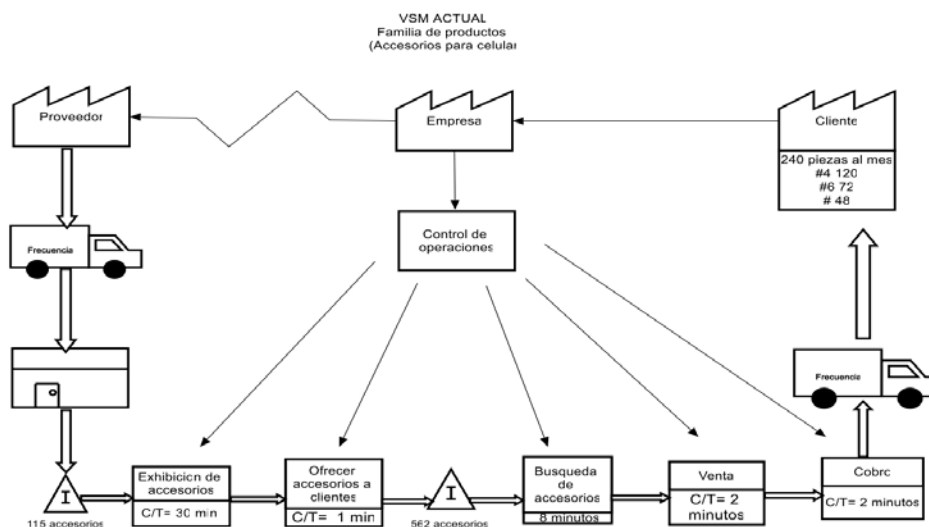 VSM ACTUAL
Familia de productos
(Accesorios para celular
Proveedor
Empresa
Cliente
240 piezas al mes
#4 120
#6 72
# 48
Control de
operaciones
Frecuencia
Frecuencia
Exhibicion de
accesorios
C/T= 30 min
Ofrecer
accesorios a
clientes
C/T= 1 min
Busqueda
de
accesorios
8 minutos
Venta
C/T= 2
minutos
Cobro
C/T= 2 minutos
I
115 accesorios
I
562 accesorios